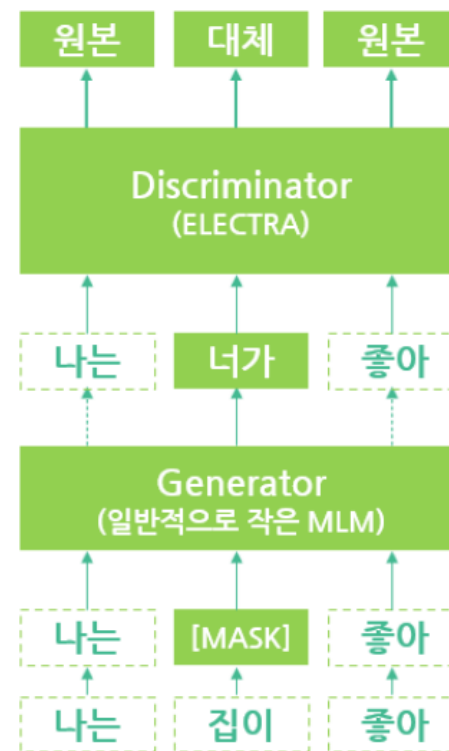 원본 대체 원본
Discriminator
(ELECTRA)
나는 너가 좋아
Generator
(일반적으로 작은 MLM)
나는 [MASK] 좋아
나는 집이 좋아